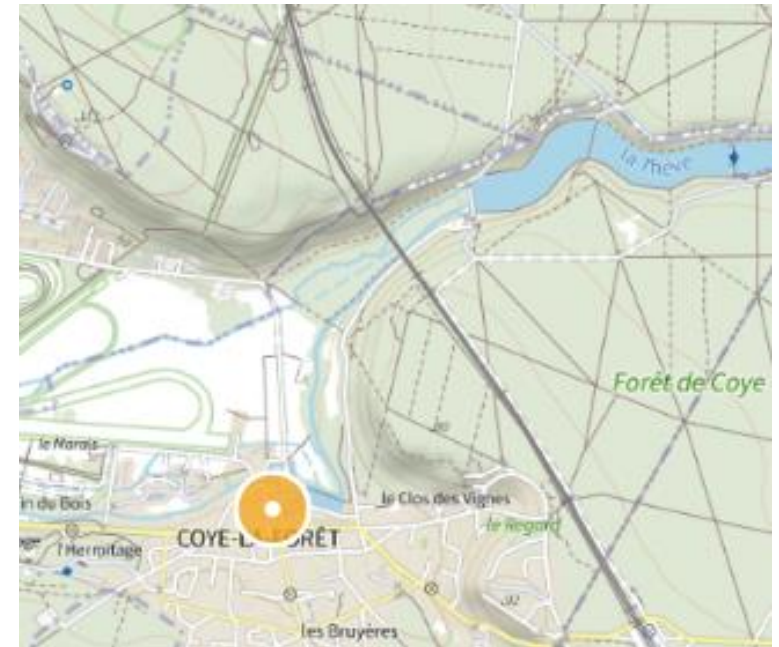 la Thève
Forêt de Coye
le Marais
in du Bois
le Clos des Vignes
le Regard
COYE-LA-FORÊT
l'Hermitage
les Bruyères